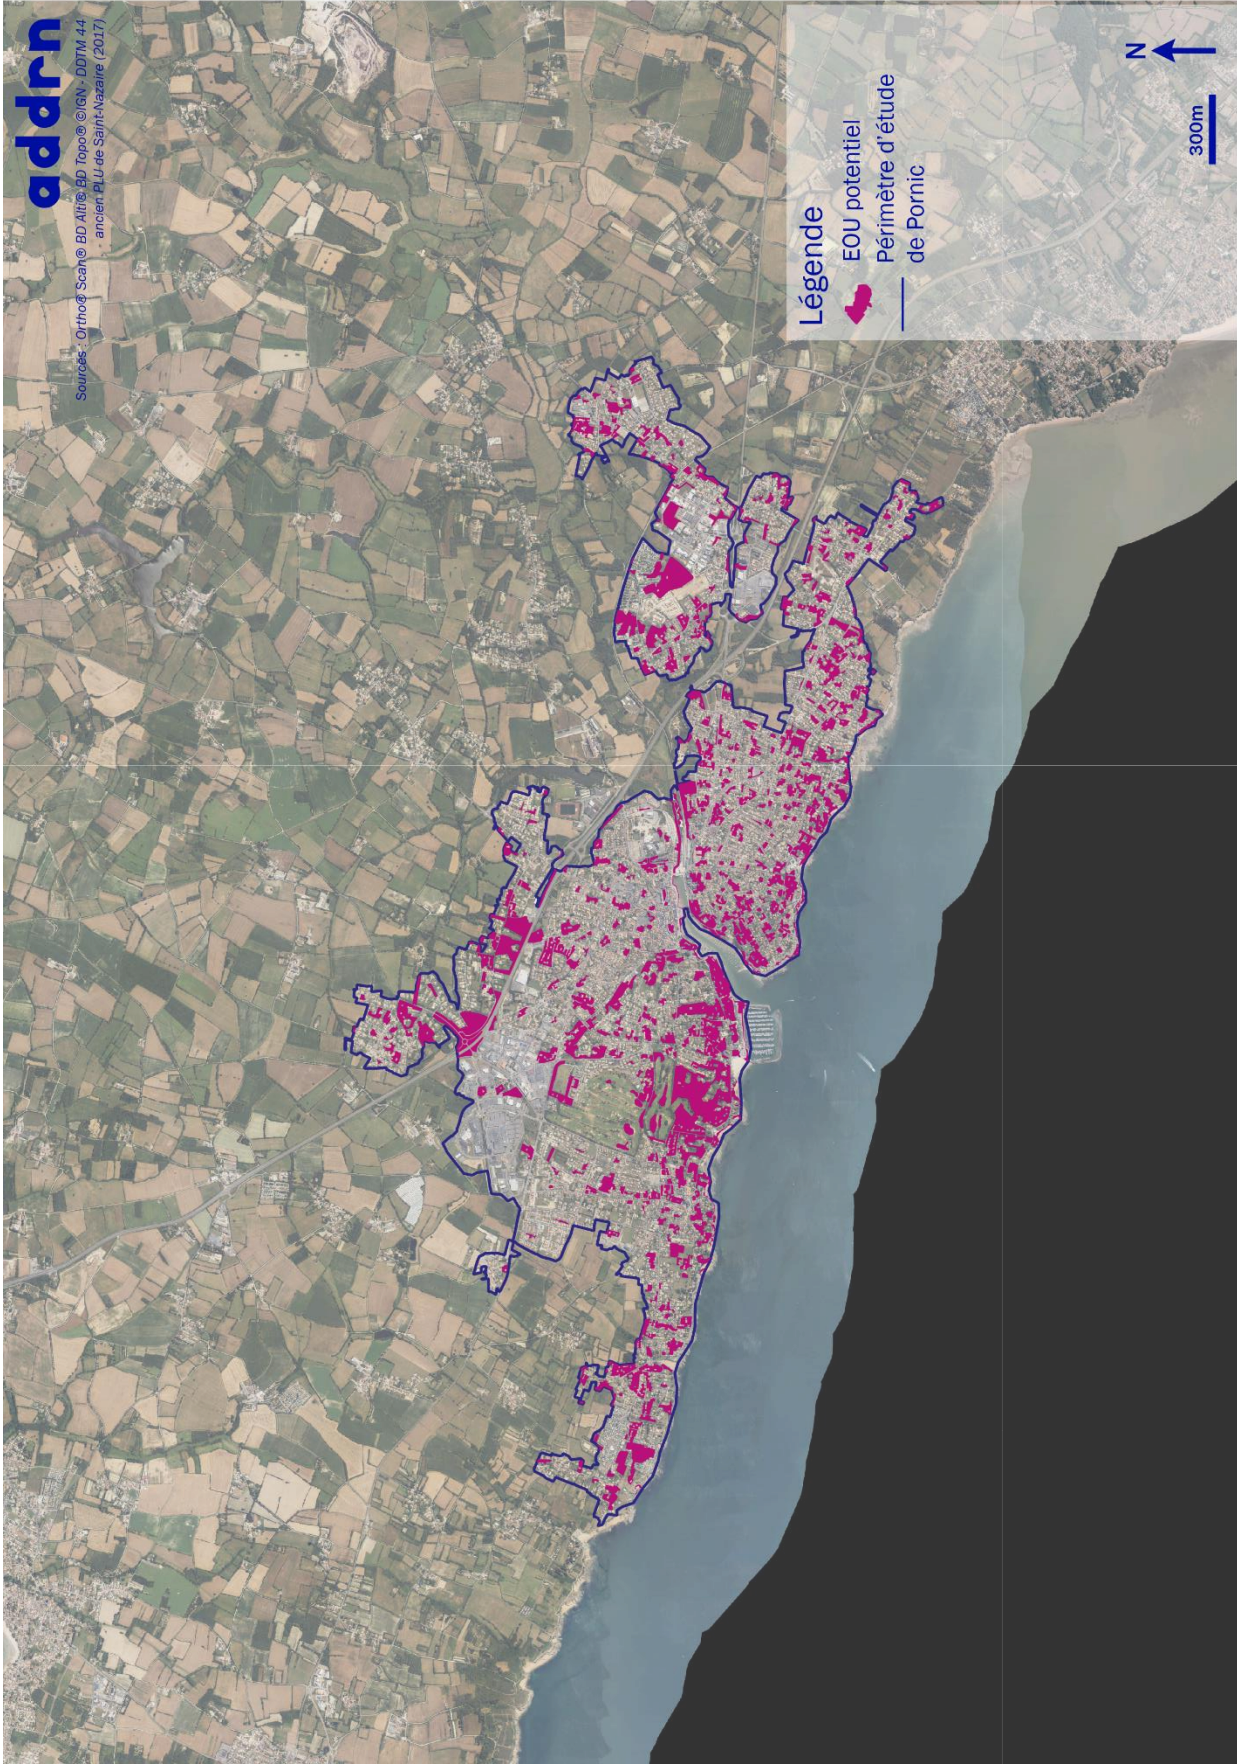 addrn
Sources : Ortho® Scan® BD Alti® BD Topo® ©IGN - DDTM 44
- ancien PLU de Saint-Nazaire (2017)
Légende
EOU potentiel
Périmètre d'étude
de Pornic
N
300m